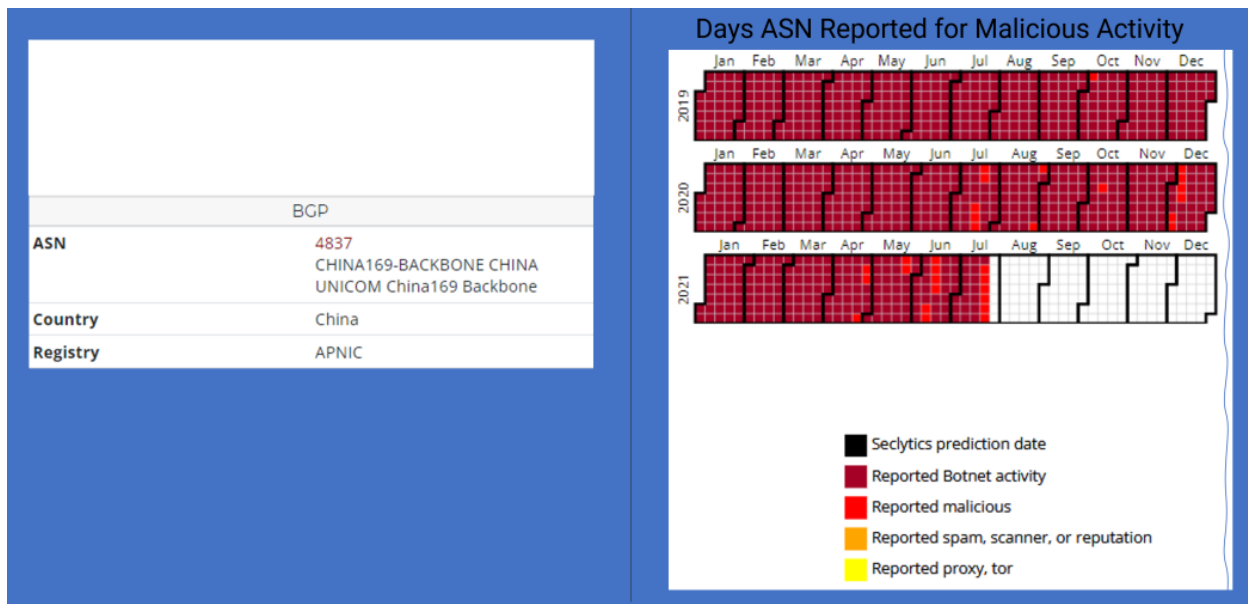 BGP
ASN 4837
CHINA169-BACKBONE CHINA
UNICOM China169 Backbone
Country China
Registry APNIC
Days ASN Reported for Malicious Activity
Jan Feb Mar Apr May Jun Jul Aug Sep Oct Nov Dec
2019
Jan Feb Mar Apr May Jun Jul Aug Sep Oct Nov Dec
2020
Jan Feb Mar Apr May Jun Jul Aug Sep Oct Nov Dec
2021
Seclytics prediction date
Reported Botnet activity
Reported malicious
Reported spam, scanner, or reputation
Reported proxy, tor